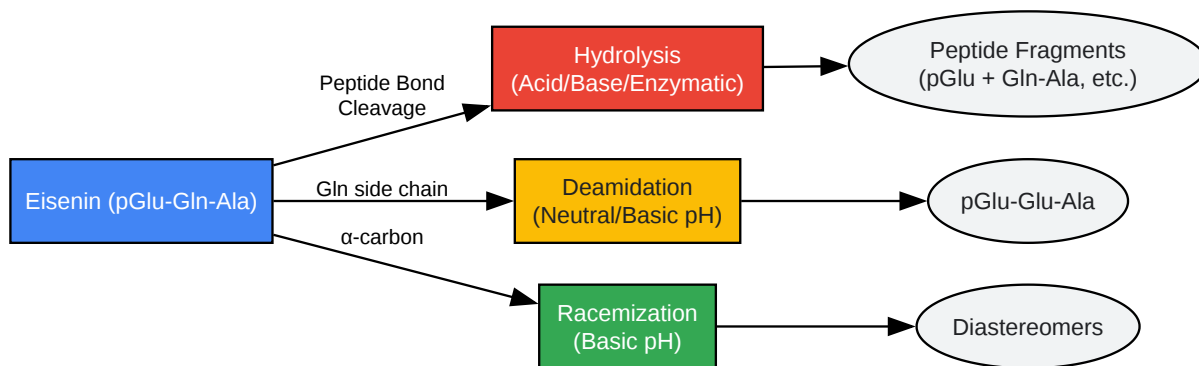 Hydrolysis
(Acid/Base/Enzymatic)
Peptide Fragments
(pGlu + Gln-Ala, etc.)
Peptide Bond
Cleavage
Eisenin (pGlu-Gln-Ala)
Gln side chain
Deamidation
(Neutral/Basic pH)
pGlu-Glu-Ala
α-carbon
Racemization
(Basic pH)
Diastereomers